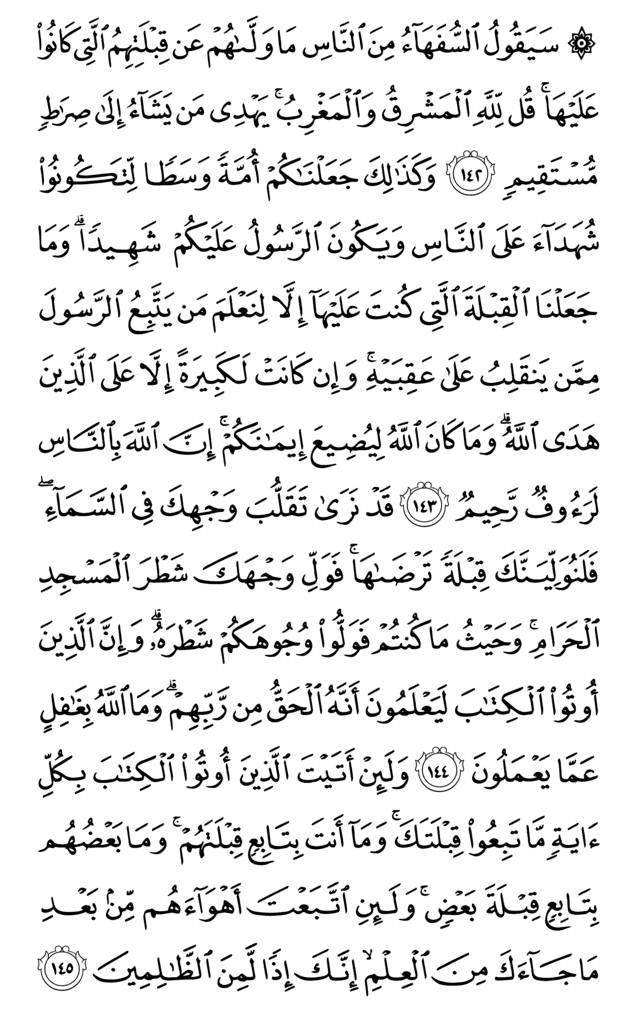 ۞ سَيَقُولُ ٱلسُّفَهَآءُ مِنَ ٱلنَّاسِ مَا وَلَّىٰهُمْ عَن قِبْلَتِهِمُ ٱلَّتِى كَانُوا۟
عَلَيْهَا ۚ قُل لِّلَّهِ ٱلْمَشْرِقُ وَٱلْمَغْرِبُ ۚ يَهْدِى مَن يَشَآءُ إِلَىٰ صِرَٰطٍ
مُّسْتَقِيمٍ ١٤٢ وَكَذَٰلِكَ جَعَلْنَٰكُمْ أُمَّةً وَسَطًا لِّتَكُونُوا۟
شُهَدَآءَ عَلَى ٱلنَّاسِ وَيَكُونَ ٱلرَّسُولُ عَلَيْكُمْ شَهِيدًا ۗ وَمَا
جَعَلْنَا ٱلْقِبْلَةَ ٱلَّتِى كُنتَ عَلَيْهَآ إِلَّا لِنَعْلَمَ مَن يَتَّبِعُ ٱلرَّسُولَ
مِمَّن يَنقَلِبُ عَلَىٰ عَقِبَيْهِ ۚ وَإِن كَانَتْ لَكَبِيرَةً إِلَّا عَلَى ٱلَّذِينَ
هَدَى ٱللَّهُ ۗ وَمَا كَانَ ٱللَّهُ لِيُضِيعَ إِيمَٰنَكُمْ ۚ إِنَّ ٱللَّهَ بِٱلنَّاسِ
لَرَءُوفٌ رَّحِيمٌ ١٤٣ قَدْ نَرَىٰ تَقَلُّبَ وَجْهِكَ فِى ٱلسَّمَآءِ ۖ
فَلَنُوَلِّيَنَّكَ قِبْلَةً تَرْضَىٰهَا ۚ فَوَلِّ وَجْهَكَ شَطْرَ ٱلْمَسْجِدِ
ٱلْحَرَامِ ۚ وَحَيْثُ مَا كُنتُمْ فَوَلُّوا۟ وُجُوهَكُمْ شَطْرَهُۥ ۗ وَإِنَّ ٱلَّذِينَ
أُوتُوا۟ ٱلْكِتَٰبَ لَيَعْلَمُونَ أَنَّهُ ٱلْحَقُّ مِن رَّبِّهِمْ ۗ وَمَا ٱللَّهُ بِغَٰفِلٍ
عَمَّا يَعْمَلُونَ ١٤٤ وَلَئِنْ أَتَيْتَ ٱلَّذِينَ أُوتُوا۟ ٱلْكِتَٰبَ بِكُلِّ
ءَايَةٍ مَّا تَبِعُوا۟ قِبْلَتَكَ ۚ وَمَآ أَنتَ بِتَابِعٍ قِبْلَتَهُمْ ۚ وَمَا بَعْضُهُم
بِتَابِعٍ قِبْلَةَ بَعْضٍ ۚ وَلَئِنِ ٱتَّبَعْتَ أَهْوَآءَهُم مِّنۢ بَعْدِ
مَا جَآءَكَ مِنَ ٱلْعِلْمِ ۙ إِنَّكَ إِذًا لَّمِنَ ٱلظَّٰلِمِينَ ١٤٥